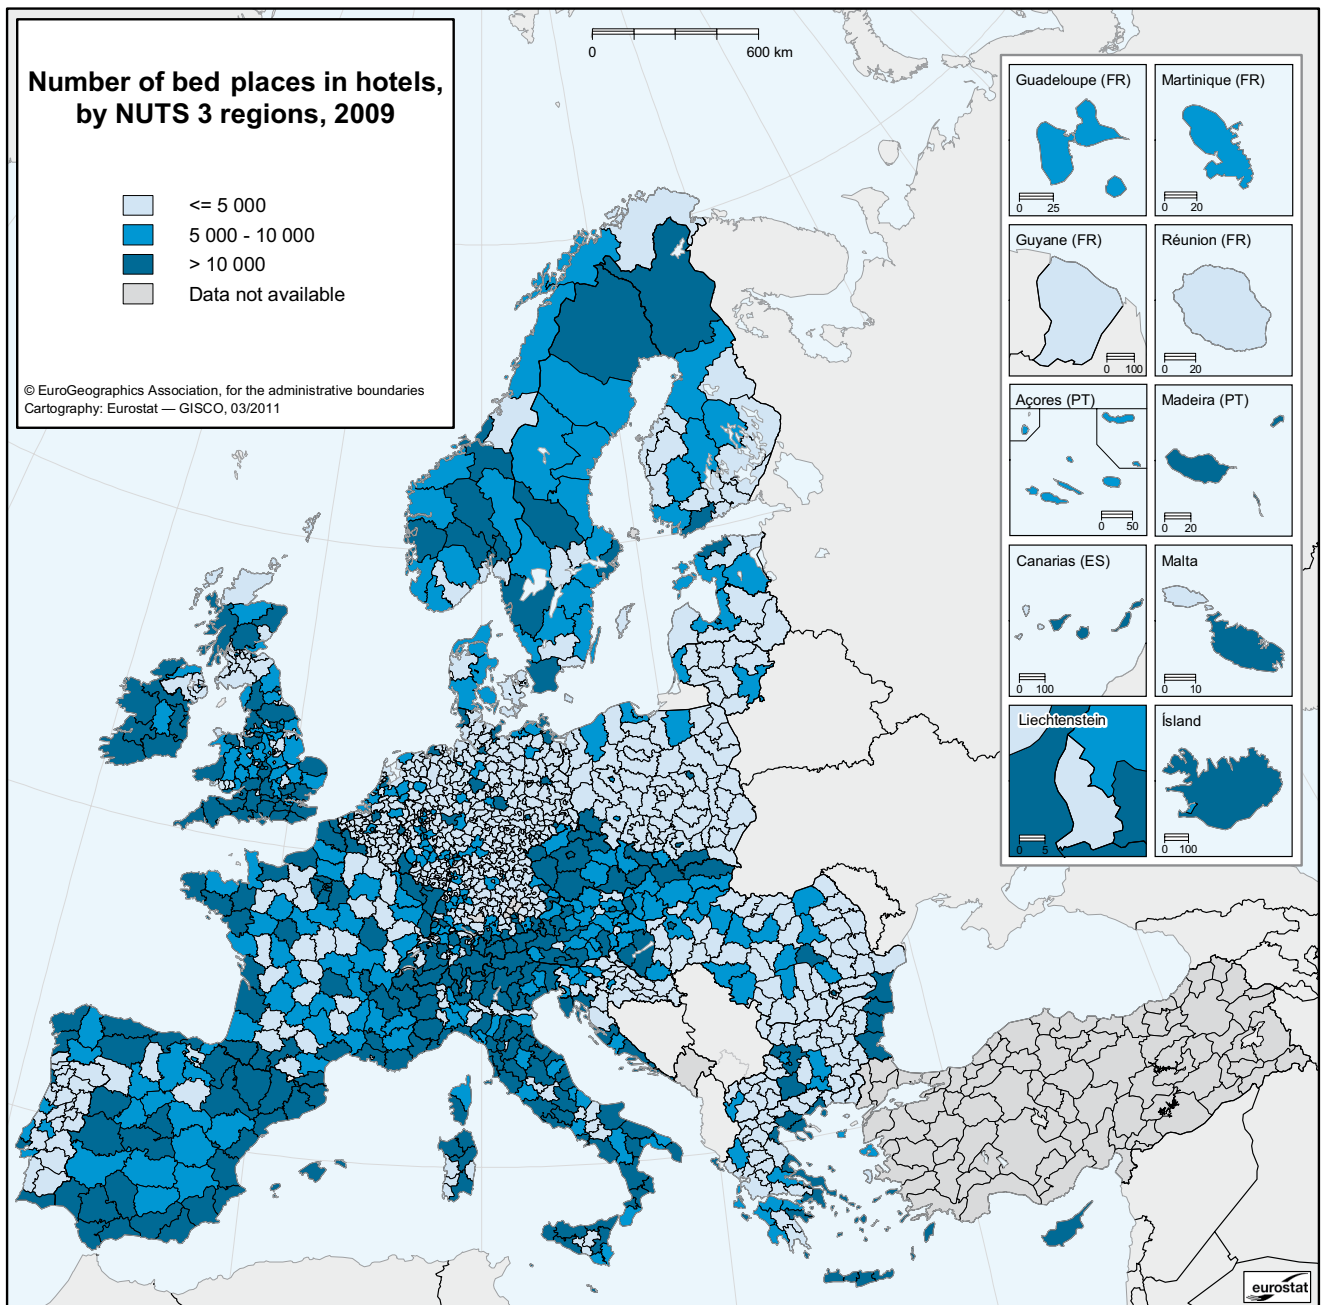 Number of bed places in hotels,
by NUTS 3 regions, 2009
<= 5 000
5 000 - 10 000
> 10 000
Data not available
© EuroGeographics Association, for the administrative boundaries
Cartography: Eurostat — GISCO, 03/2011
0 600 km
Guadeloupe (FR)
0 25
Martinique (FR)
0 20
Guyane (FR)
0 100
Réunion (FR)
0 20
Açores (PT)
0 50
Madeira (PT)
0 20
Canarias (ES)
0 100
Malta
0 10
Liechtenstein
0 5
Ísland
0 100
eurostat